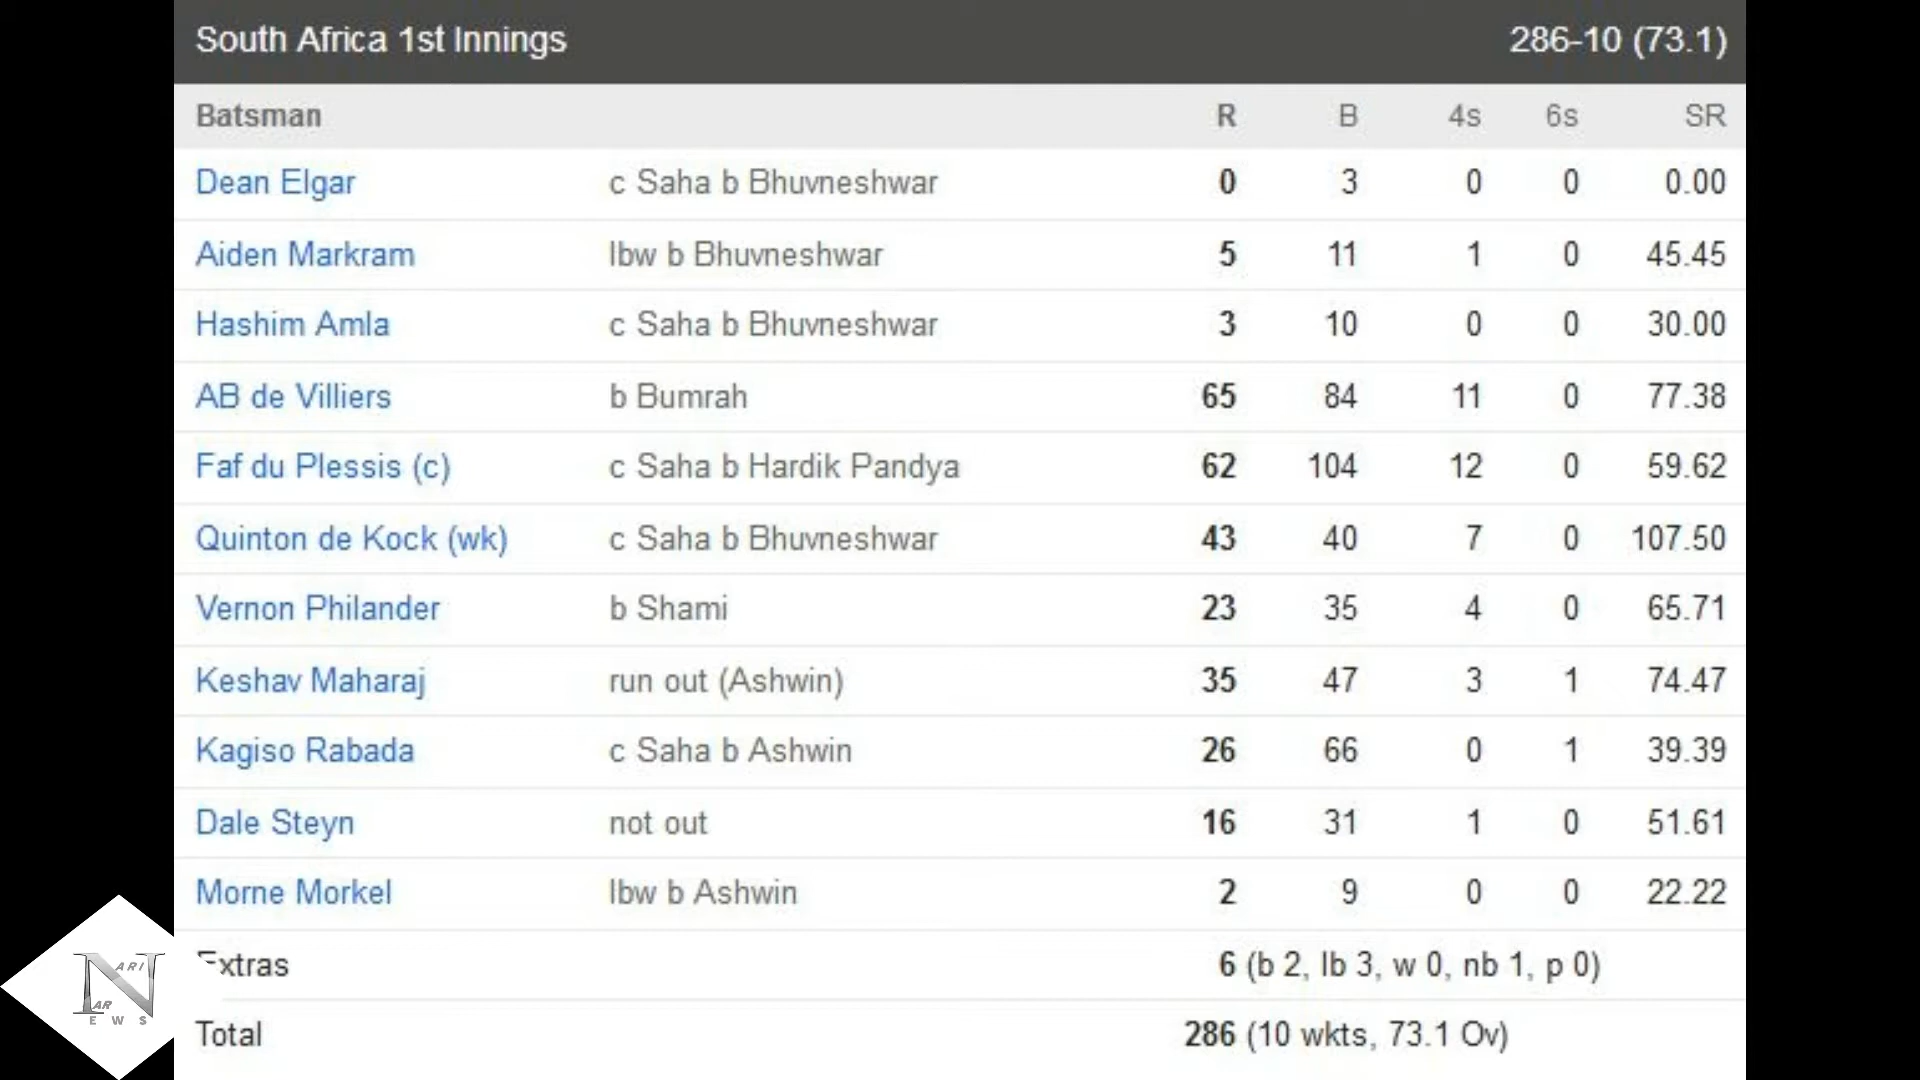 South Africa 1st Innings 286-10 (73.1)
Batsman R B 4s 6s SR
Dean Elgar c Saha b Bhuvneshwar 0 3 0 0 0.00
Aiden Markram lbw b Bhuvneshwar 5 11 1 0 45.45
Hashim Amla c Saha b Bhuvneshwar 3 10 0 0 30.00
AB de Villiers b Bumrah 65 84 11 0 77.38
Faf du Plessis (c) c Saha b Hardik Pandya 62 104 12 0 59.62
Quinton de Kock (wk) c Saha b Bhuvneshwar 43 40 7 0 107.50
Vernon Philander b Shami 23 35 4 0 65.71
Keshav Maharaj run out (Ashwin) 35 47 3 1 74.47
Kagiso Rabada c Saha b Ashwin 26 66 0 1 39.39
Dale Steyn not out 16 31 1 0 51.61
Morne Morkel lbw b Ashwin 2 9 0 0 22.22
Extras 6 (b 2, lb 3, w 0, nb 1, p 0)
Total 286 (10 wkts, 73.1 Ov)
N ARI
AR
EWS